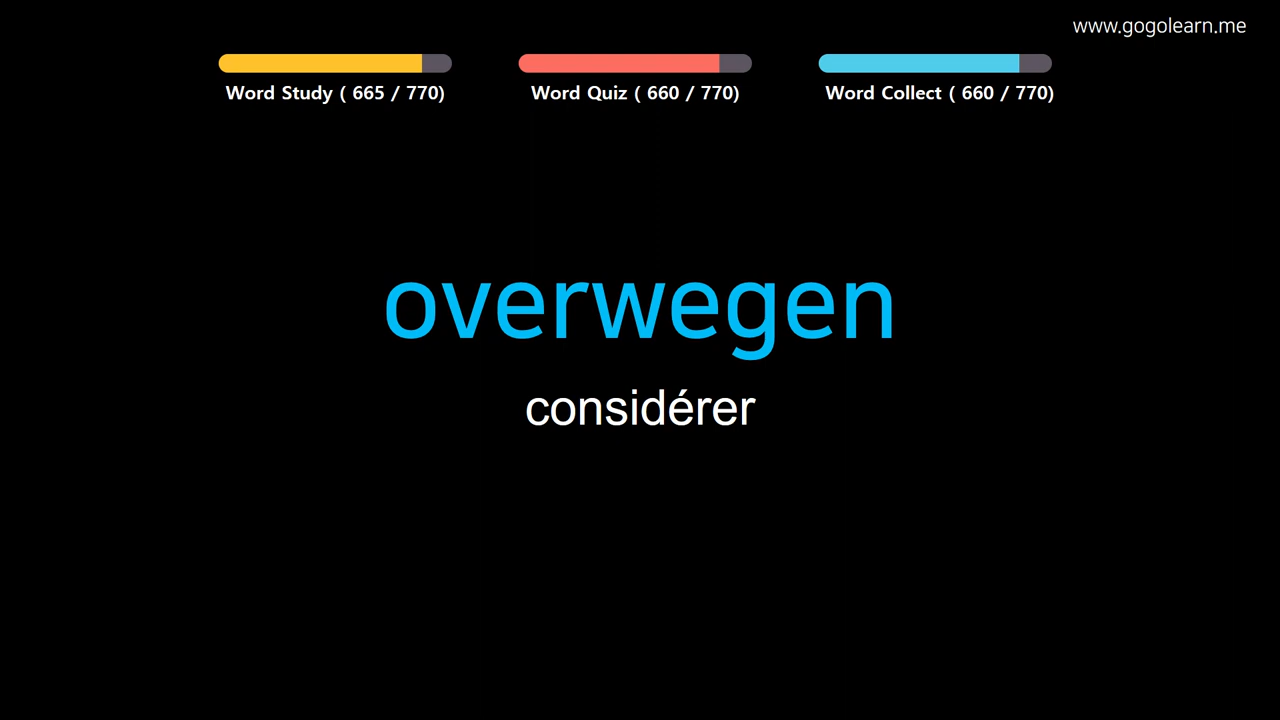 www.gogolearn.me
Word Study ( 665 / 770)
Word Quiz ( 660 / 770)
Word Collect ( 660 / 770)
overwegen
considérer